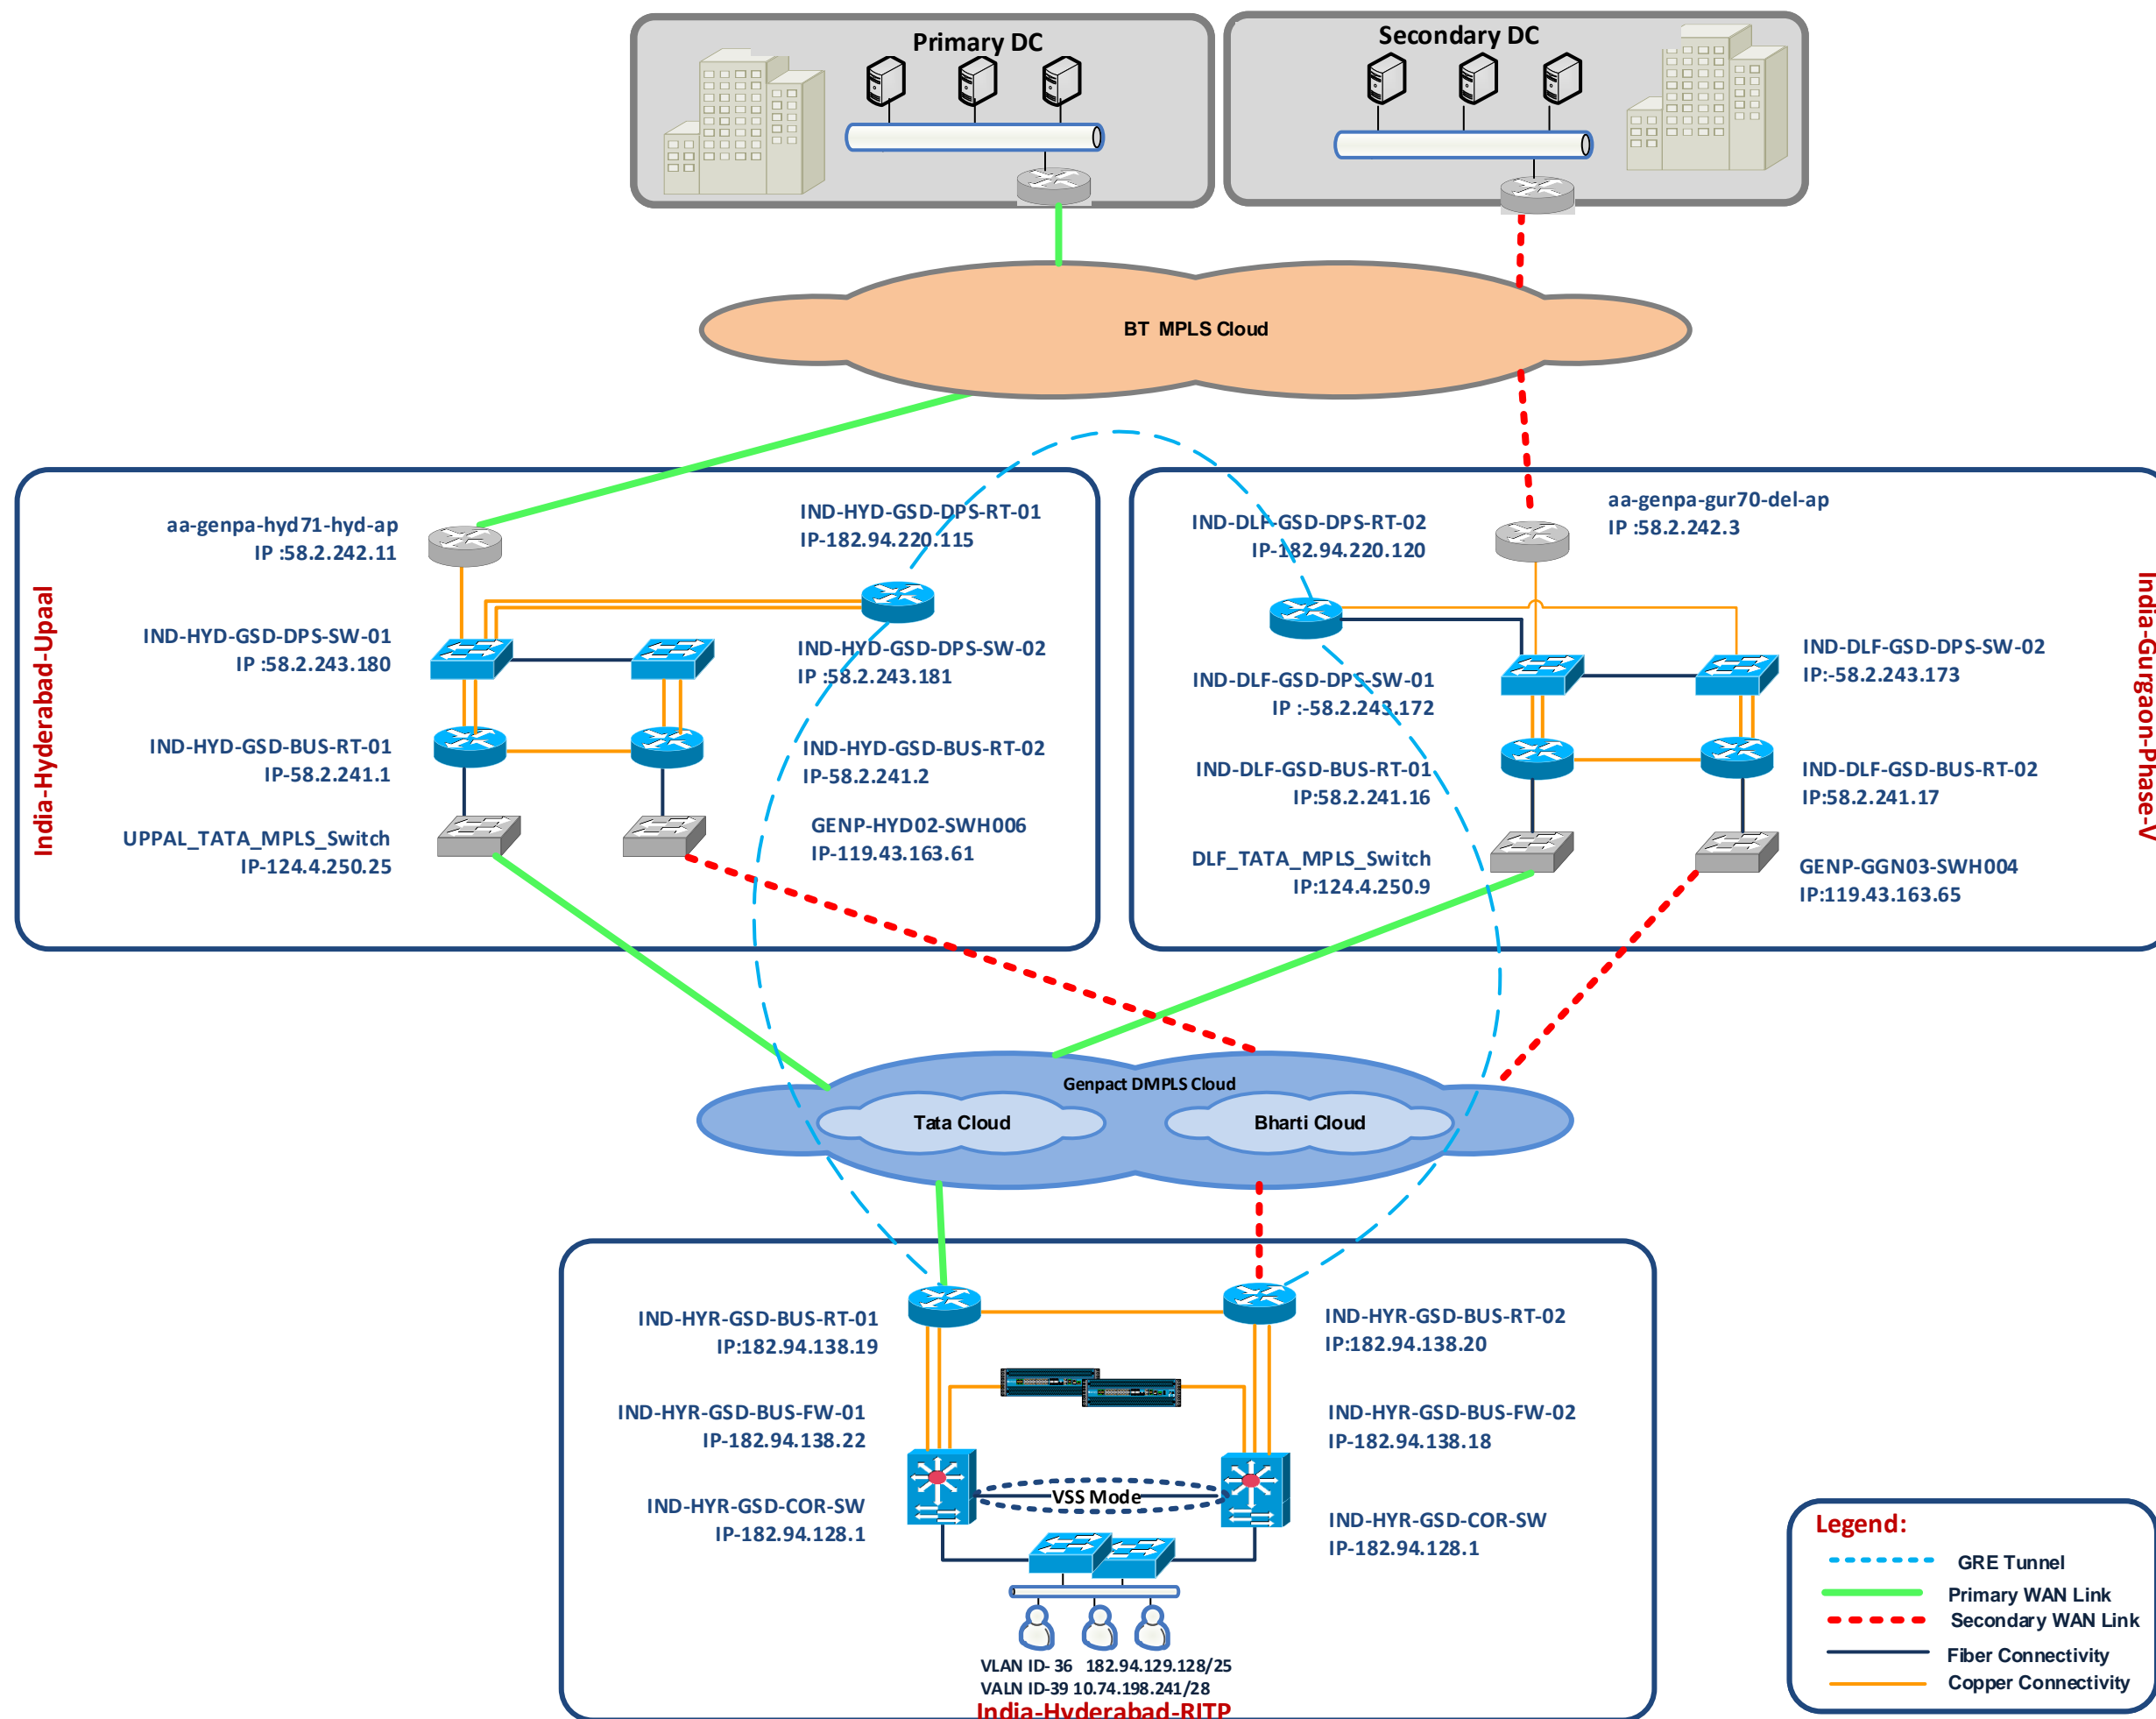 Primary DC
Secondary DC
BT  MPLS Cloud
India-Hyderabad-Upaal
aa-genpa-hyd71-hyd-ap
IP :58.2.242.11
IND-HYD-GSD-DPS-RT-01
IP-182.94.220.115
IND-HYD-GSD-DPS-SW-01
IP :58.2.243.180
IND-HYD-GSD-DPS-SW-02
IP :58.2.243.181
IND-HYD-GSD-BUS-RT-01
IP-58.2.241.1
IND-HYD-GSD-BUS-RT-02
IP-58.2.241.2
UPPAL_TATA_MPLS_Switch
IP-124.4.250.25
GENP-HYD02-SWH006
IP-119.43.163.61
IND-DLF-GSD-DPS-RT-02
IP-182.94.220.120
aa-genpa-gur70-del-ap
IP :58.2.242.3
IND-DLF-GSD-DPS-SW-01
IP :-58.2.243.172
IND-DLF-GSD-DPS-SW-02
IP:-58.2.243.173
IND-DLF-GSD-BUS-RT-01
IP:58.2.241.16
IND-DLF-GSD-BUS-RT-02
IP:58.2.241.17
DLF_TATA_MPLS_Switch
IP:124.4.250.9
GENP-GGN03-SWH004
IP:119.43.163.65
India-Gurgaon-Phase-V
Genpact DMPLS Cloud
Tata Cloud
Bharti Cloud
IND-HYR-GSD-BUS-RT-01
IP:182.94.138.19
IND-HYR-GSD-BUS-RT-02
IP:182.94.138.20
IND-HYR-GSD-BUS-FW-01
IP-182.94.138.22
IND-HYR-GSD-BUS-FW-02
IP-182.94.138.18
IND-HYR-GSD-COR-SW
IP-182.94.128.1
VSS Mode
IND-HYR-GSD-COR-SW
IP-182.94.128.1
VLAN ID- 36   182.94.129.128/25
VALN ID-39 10.74.198.241/28
India-Hyderabad-RITP
Legend:
GRE Tunnel
Primary WAN Link
Secondary WAN Link
Fiber Connectivity
Copper Connectivity